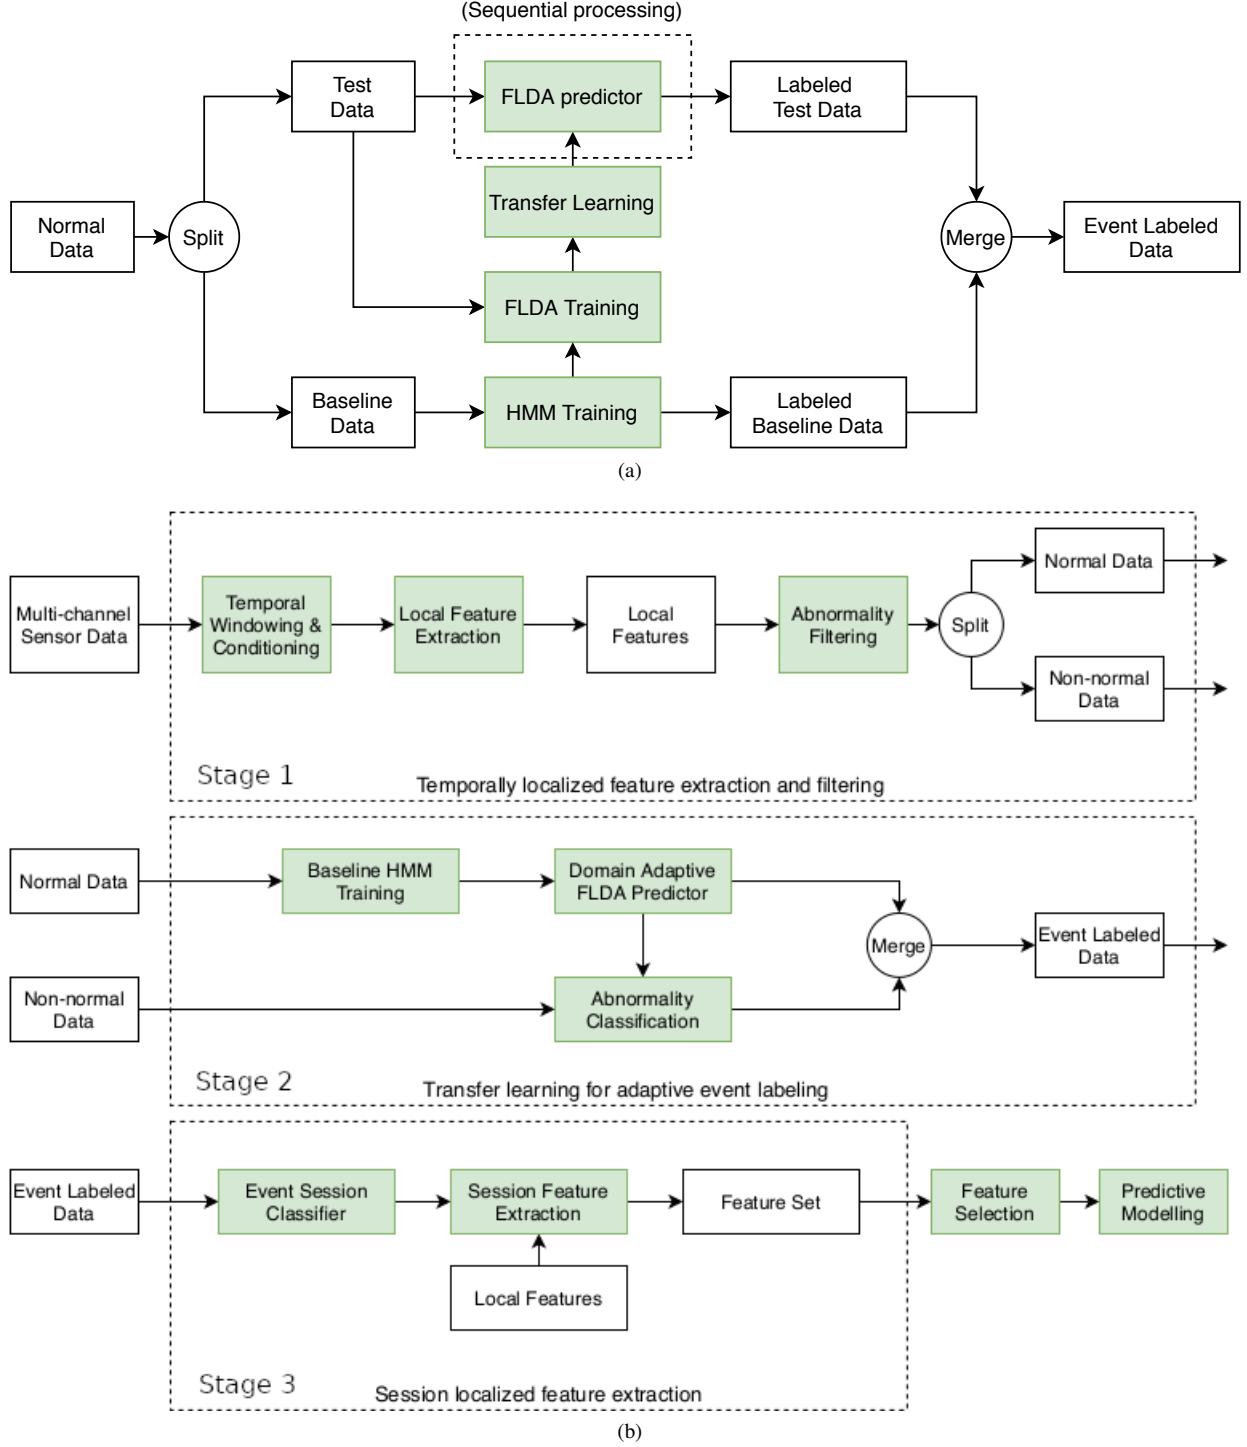 (Sequential processing)
Test
Data
FLDA predictor
Labeled
Test Data
Transfer Learning
Normal
Data
Split
Merge
Event Labeled
Data
FLDA Training
Baseline
Data
HMM Training
Labeled
Baseline Data
(a)
Multi-channel
Sensor Data
Temporal
Windowing &
Conditioning
Local Feature
Extraction
Local
Features
Abnormality
Filtering
Split
Normal Data
Non-normal
Data
Stage 1
Temporally localized feature extraction and filtering
Normal Data
Baseline HMM
Training
Domain Adaptive
FLDA Predictor
Merge
Event Labeled
Data
Non-normal
Data
Abnormality
Classification
Stage 2
Transfer learning for adaptive event labeling
Event Labeled
Data
Event Session
Classifier
Session Feature
Extraction
Feature Set
Feature
Selection
Predictive
Modelling
Local Features
Stage 3
Session localized feature extraction
(b)